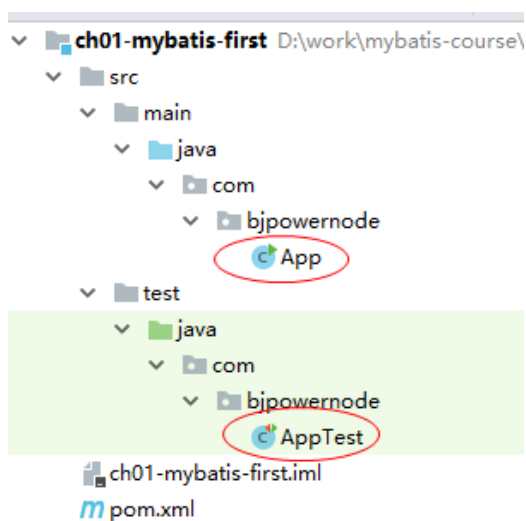 ch01-mybatis-first D:\work\mybatis-course\
src
main
java
com
bjpowernode
App
test
java
com
bjpowernode
AppTest
ch01-mybatis-first.iml
pom.xml